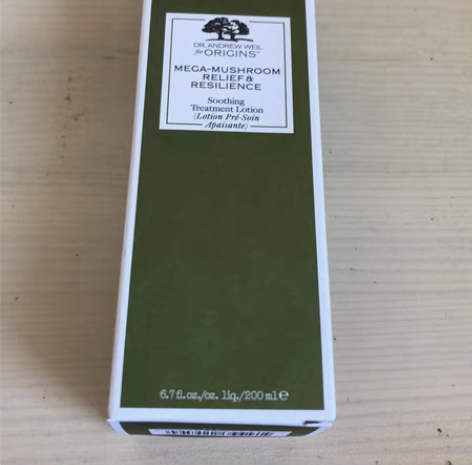 DR. ANDREW WEIL
for ORIGINS™
MEGA-MUSHROOM
RELIEF &
RESILIENCE
Soothing
Treatment Lotion
(Lotion Pré-Soin
Apaisante)
6.7 fl.oz./oz. liq./200 ml e